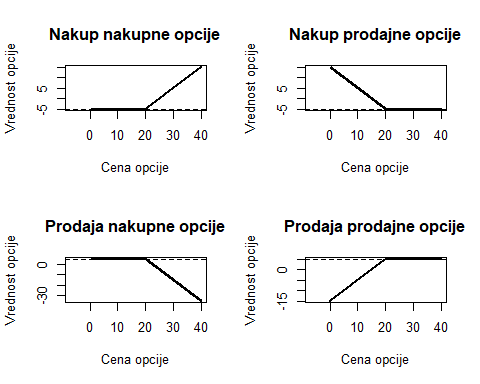 Nakup nakupne opcije
Vrednost opcije
5
-5
0 10 20 30 40
Cena opcije
Nakup prodajne opcije
Vrednost opcije
5
-5
0 10 20 30 40
Cena opcije
Prodaja nakupne opcije
Vrednost opcije
0
-30
0 10 20 30 40
Cena opcije
Prodaja prodajne opcije
Vrednost opcije
0
-15
0 10 20 30 40
Cena opcije